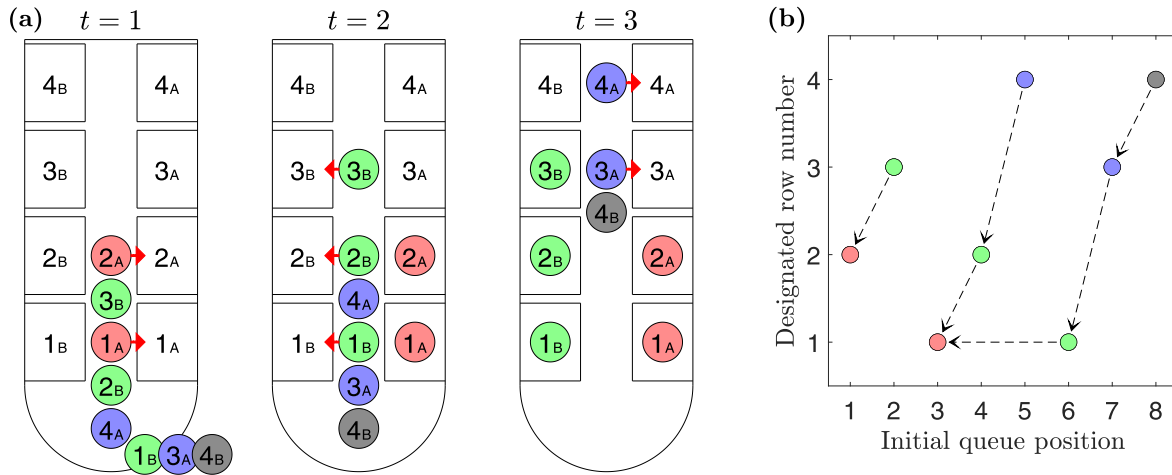 (a) t = 1 t = 2 t = 3 (b)
4B 4A 4B 4A 4B 4A 4A
3B 3A 3B 3B 3A 3B 3A 3A
4B
2B 2A 2A 2B 2B 2A 2A 2B 2A
3B 4A
1B 1A 1A 1B 1B 1A 1B 1A
2B 3A
4A 4B
1B 3A 4B
Designated row number
4
3
2
1
1 2 3 4 5 6 7 8
Initial queue position